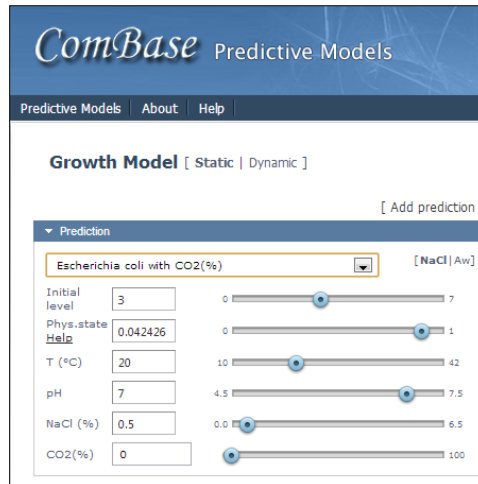 ComBase Predictive Models
Predictive Models About Help
Growth Model [ Static | Dynamic ]
[ Add prediction
Prediction
Escherichia coli with CO2(%) [NaCl|Aw]
Initial level 3 0 7
Phys.state Help 0.042426 0 1
T (°C) 20 10 42
pH 7 4.5 7.5
NaCl (%) 0.5 0.0 6.5
CO2(%) 0 0 100